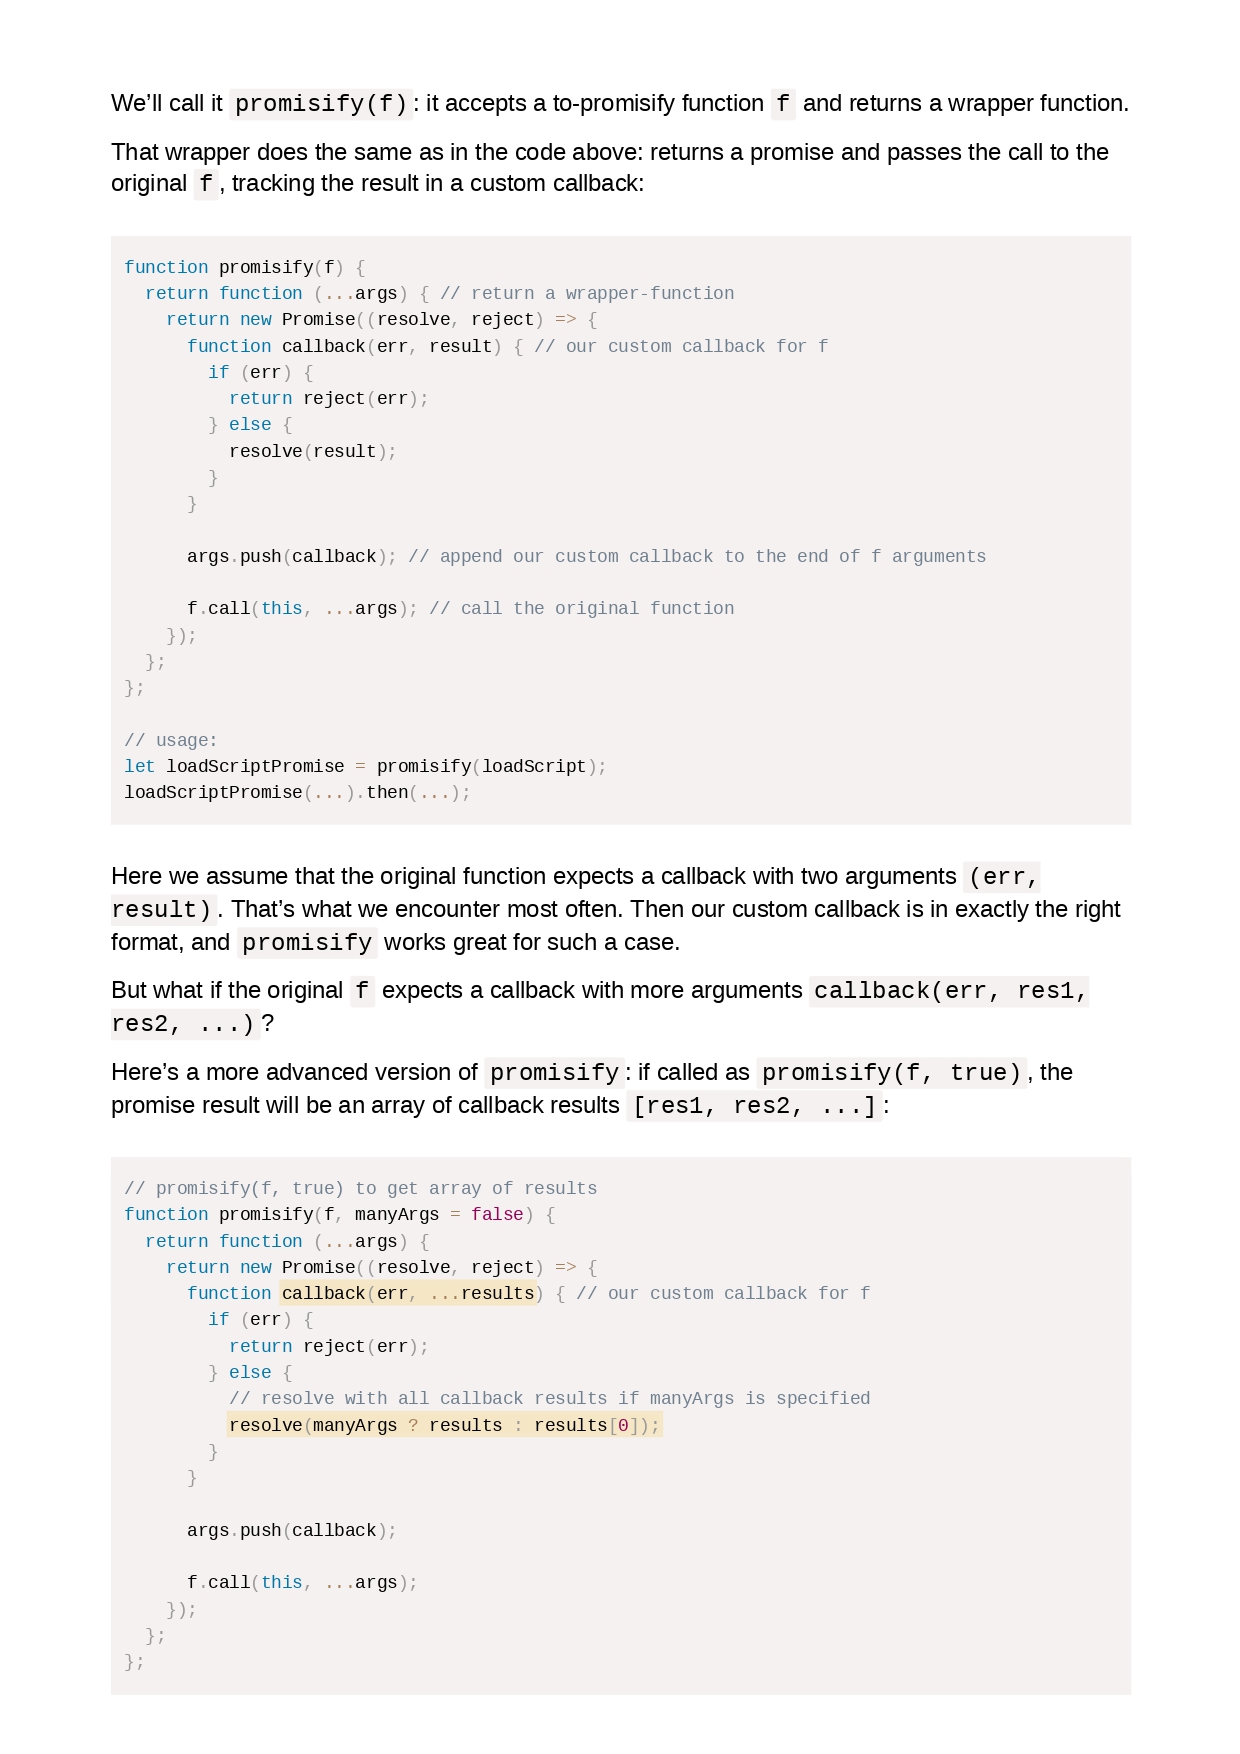 We’ll call it promisify(f): it accepts a to-promisify function f and returns a wrapper function.
That wrapper does the same as in the code above: returns a promise and passes the call to the
original f, tracking the result in a custom callback:
function promisify(f) {
  return function (...args) { // return a wrapper-function
    return new Promise((resolve, reject) => {
      function callback(err, result) { // our custom callback for f
        if (err) {
          return reject(err);
        } else {
          resolve(result);
        }
      }
      args.push(callback); // append our custom callback to the end of f arguments
      f.call(this, ...args); // call the original function
    });
  };
};
// usage:
let loadScriptPromise = promisify(loadScript);
loadScriptPromise(...).then(...);
Here we assume that the original function expects a callback with two arguments (err,
result). That’s what we encounter most often. Then our custom callback is in exactly the right
format, and promisify works great for such a case.
But what if the original f expects a callback with more arguments callback(err, res1,
res2, ...)?
Here’s a more advanced version of promisify: if called as promisify(f, true), the
promise result will be an array of callback results [res1, res2, ...]:
// promisify(f, true) to get array of results
function promisify(f, manyArgs = false) {
  return function (...args) {
    return new Promise((resolve, reject) => {
      function callback(err, ...results) { // our custom callback for f
        if (err) {
          return reject(err);
        } else {
          // resolve with all callback results if manyArgs is specified
          resolve(manyArgs ? results : results[0]);
        }
      }
      args.push(callback);
      f.call(this, ...args);
    });
  };
};